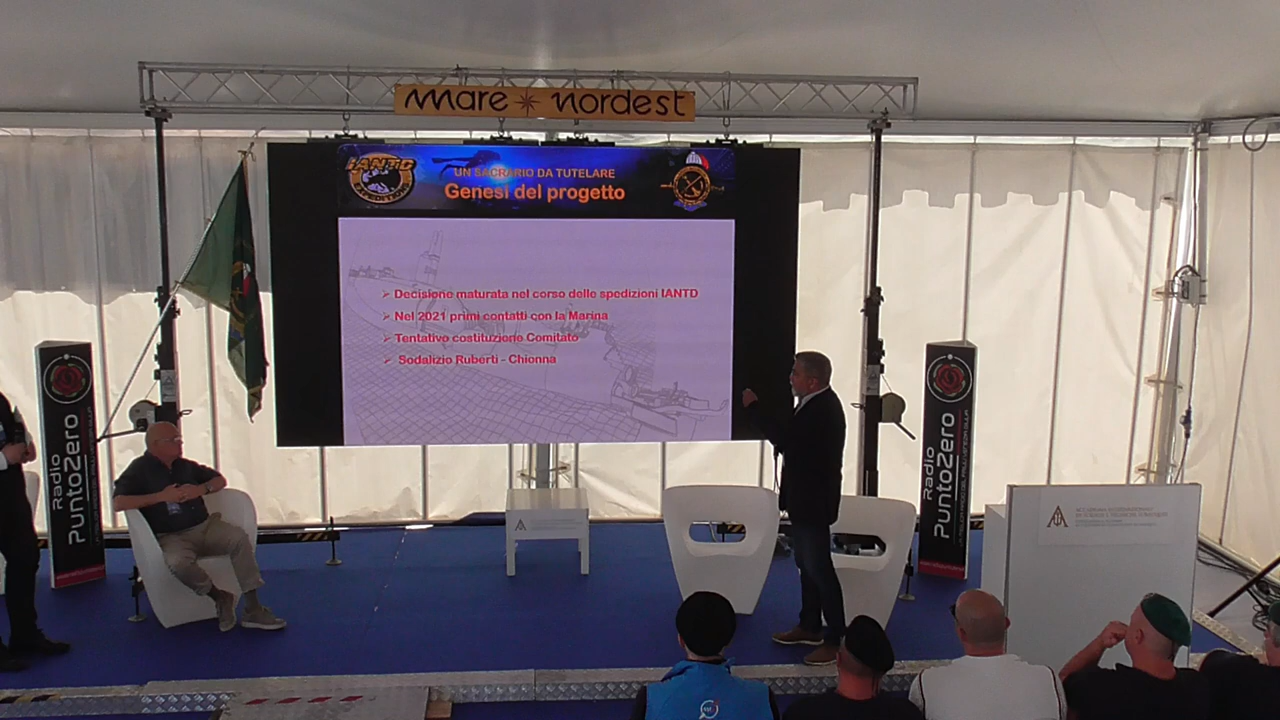 mare nordest
IANTD
EXPEDITIONS
UN SACRARIO DA TUTELARE
Genesi del progetto
➢ Decisione maturata nel corso delle spedizioni IANTD
➢ Nel 2021 primi contatti con la Marina
➢ Tentativo costituzione Comitato
➢ Sodalizio Ruberti - Chionna
Radio
PuntoZero
Radio
PuntoZero